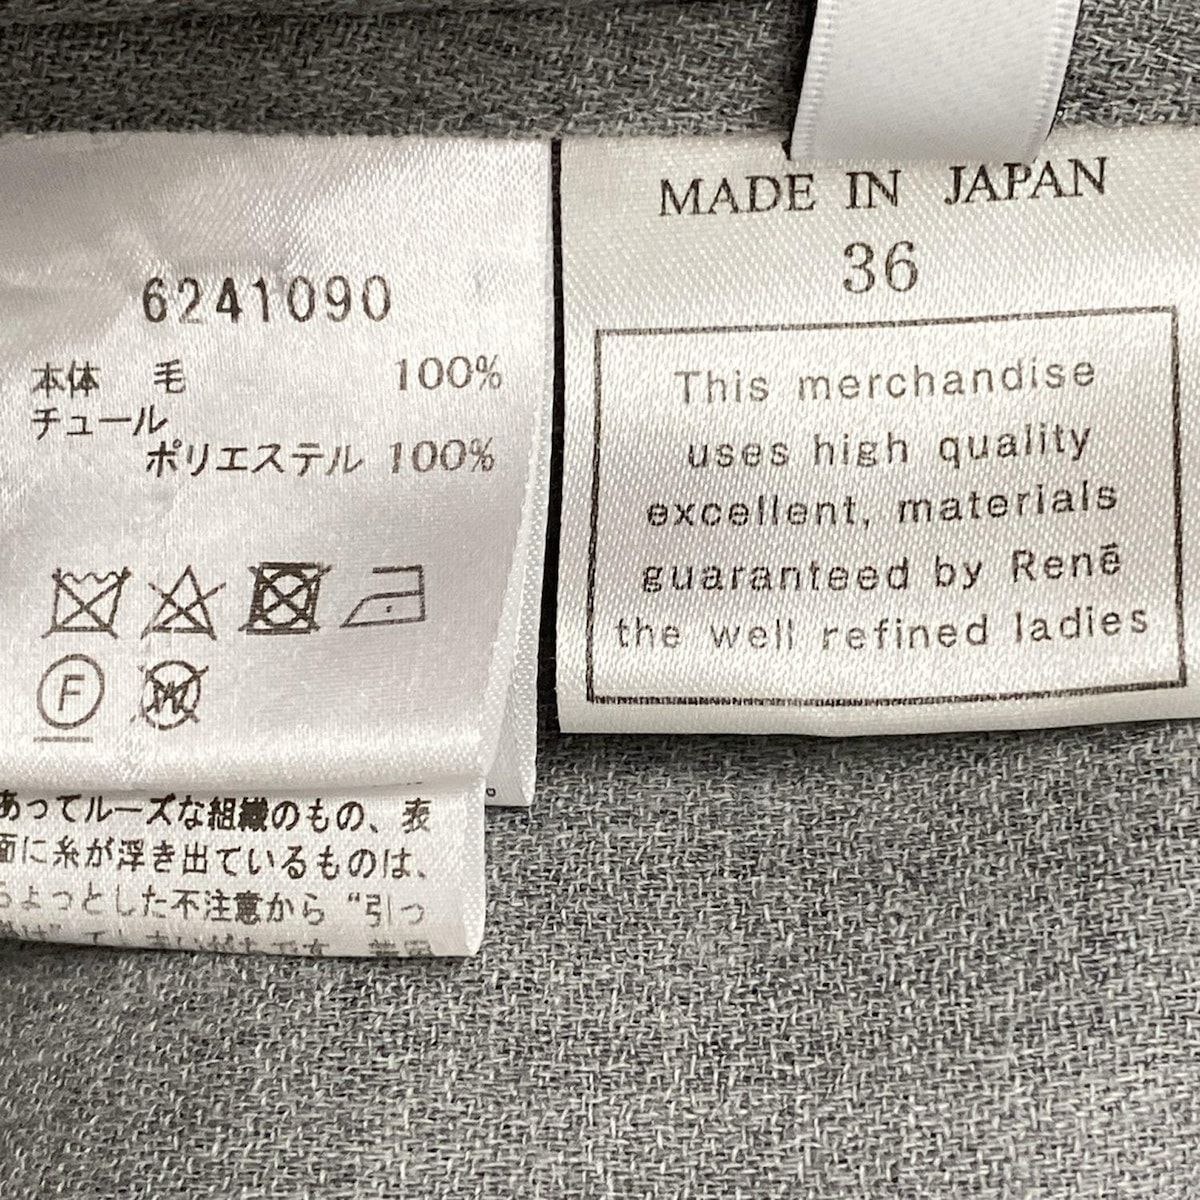 6241090
本体 毛 100%
チュール
ポリエステル 100%
F
W
あってルーズな組織のもの、表
面に糸が浮き出ているものは、
ちょっとした不注意から“引っ
MADE IN JAPAN
36
This merchandise
uses high quality
excellent, materials
guaranteed by Renē
the well refined ladies